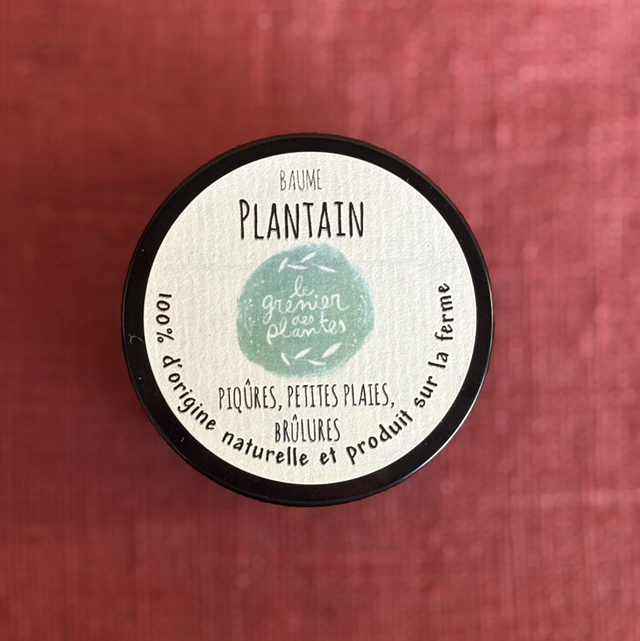 BAUME
PLANTAIN
le
grenier
des
plantes
PIQÛRES, PETITES PLAIES,
BRÛLURES
100% d'origine naturelle et produit sur la ferme